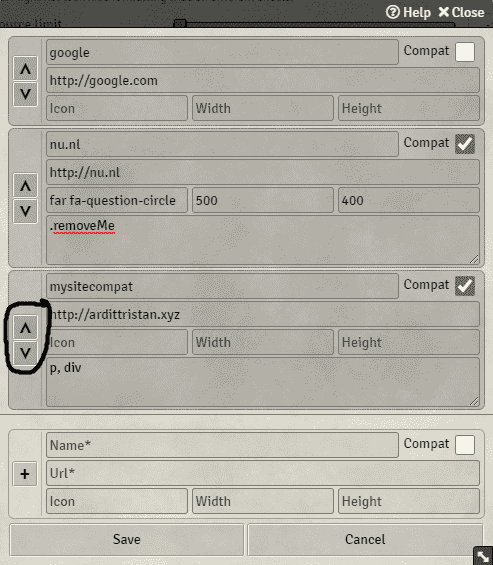 ource limit
Help Close
google Compat
http://google.com
Icon Width Height
nu.nl Compat
http://nu.nl
far fa-question-circle 500 400
.removeMe
mysitecompat Compat
http://ardittristan.xyz
Icon Width Height
p, div
Name* Compat
Url*
Icon Width Height
Save Cancel